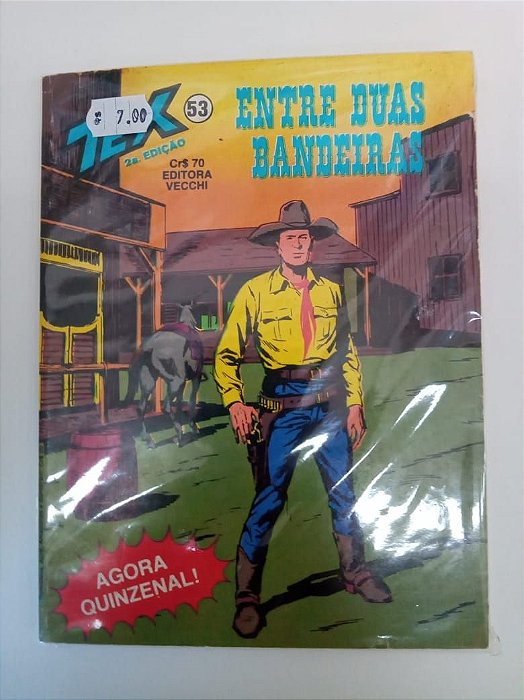 TEX
53
R$ 7.00
2a. EDIÇÃO
Cr$ 70
EDITORA
VECCHI
ENTRE DUAS
BANDEIRAS
AGORA
QUINZENAL!